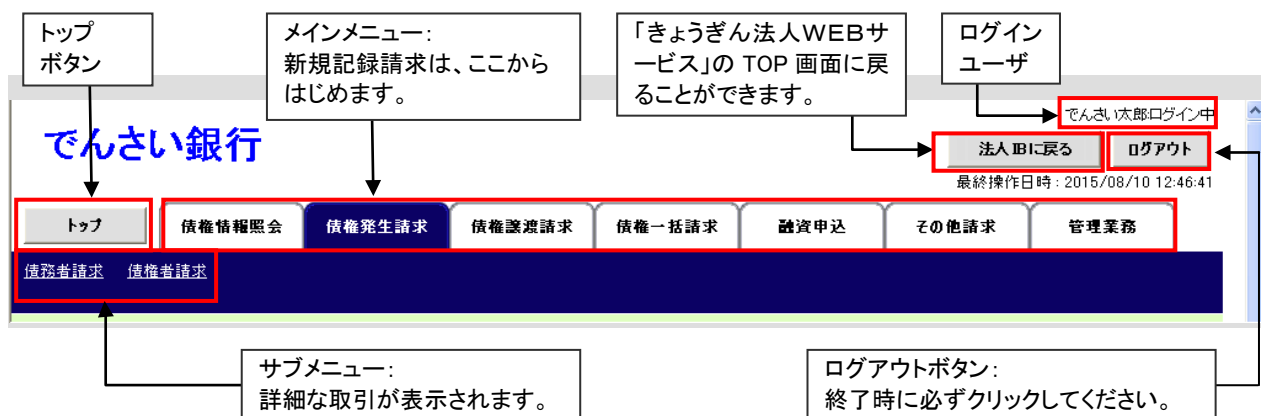 トップ
ボタン
メインメニュー：
新規記録請求は、ここから
はじめます。
「きょうぎん法人ＷＥＢサ
ービス」の TOP 画面に戻
ることができます。
ログイン
ユーザ
でんさい太郎ログイン中
でんさい銀行
法人IBに戻る
ログアウト
最終操作日時：2015/08/10 12:46:41
トップ
債権情報照会
債権発生請求
債権譲渡請求
債権一括請求
融資申込
その他請求
管理業務
債務者請求
債権者請求
サブメニュー：
詳細な取引が表示されます。
ログアウトボタン：
終了時に必ずクリックしてください。